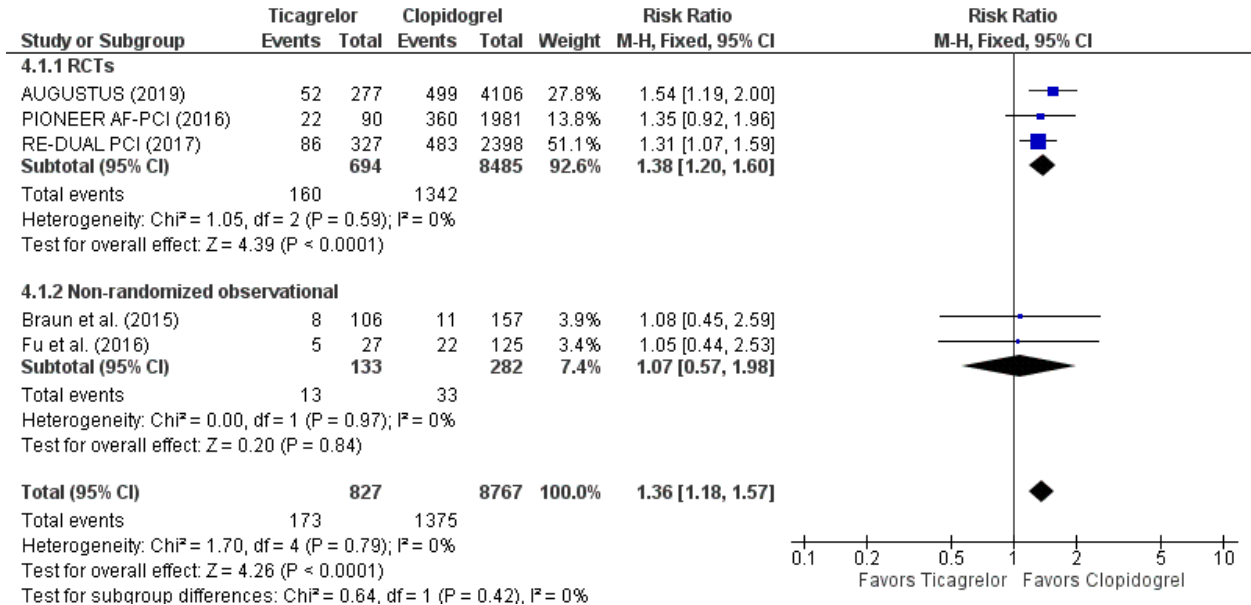 Ticagrelor Clopidogrel Risk Ratio Risk Ratio
Study or Subgroup Events Total Events Total Weight M-H, Fixed, 95% CI M-H, Fixed, 95% CI
4.1.1 RCTs
AUGUSTUS (2019) 52 277 499 4106 27.8% 1.54 [1.19, 2.00]
PIONEER AF-PCI (2016) 22 90 360 1981 13.8% 1.35 [0.92, 1.96]
RE-DUAL PCI (2017) 86 327 483 2398 51.1% 1.31 [1.07, 1.59]
Subtotal (95% CI) 694 8485 92.6% 1.38 [1.20, 1.60]
Total events 160 1342
Heterogeneity: Chi² = 1.05, df = 2 (P = 0.59); I² = 0%
Test for overall effect: Z = 4.39 (P < 0.0001)
4.1.2 Non-randomized observational
Braun et al. (2015) 8 106 11 157 3.9% 1.08 [0.45, 2.59]
Fu et al. (2016) 5 27 22 125 3.4% 1.05 [0.44, 2.53]
Subtotal (95% CI) 133 282 7.4% 1.07 [0.57, 1.98]
Total events 13 33
Heterogeneity: Chi² = 0.00, df = 1 (P = 0.97); I² = 0%
Test for overall effect: Z = 0.20 (P = 0.84)
Total (95% CI) 827 8767 100.0% 1.36 [1.18, 1.57]
Total events 173 1375
Heterogeneity: Chi² = 1.70, df = 4 (P = 0.79); I² = 0%
Test for overall effect: Z = 4.26 (P < 0.0001)
Test for subgroup differences: Chi² = 0.64, df = 1 (P = 0.42), I² = 0%
0.1 0.2 0.5 1 2 5 10
Favors Ticagrelor Favors Clopidogrel